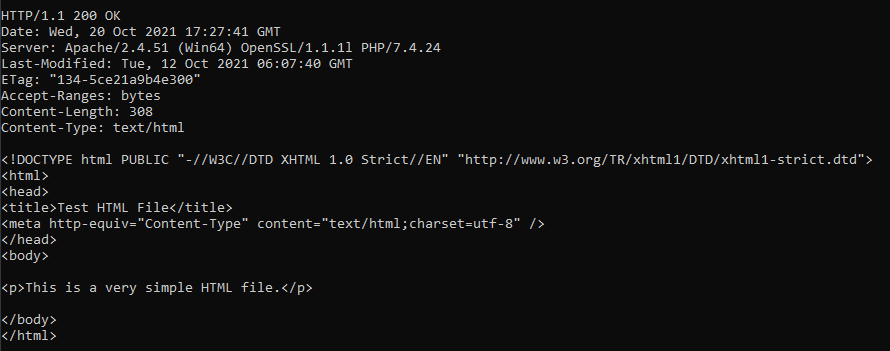 HTTP/1.1 200 OK
Date: Wed, 20 Oct 2021 17:27:41 GMT
Server: Apache/2.4.51 (Win64) OpenSSL/1.1.1l PHP/7.4.24
Last-Modified: Tue, 12 Oct 2021 06:07:40 GMT
ETag: "134-5ce21a9b4e300"
Accept-Ranges: bytes
Content-Length: 308
Content-Type: text/html

<!DOCTYPE html PUBLIC "-//W3C//DTD XHTML 1.0 Strict//EN" "http://www.w3.org/TR/xhtml1/DTD/xhtml1-strict.dtd">
<html>
<head>
<title>Test HTML File</title>
<meta http-equiv="Content-Type" content="text/html;charset=utf-8" />
</head>
<body>

<p>This is a very simple HTML file.</p>

</body>
</html>